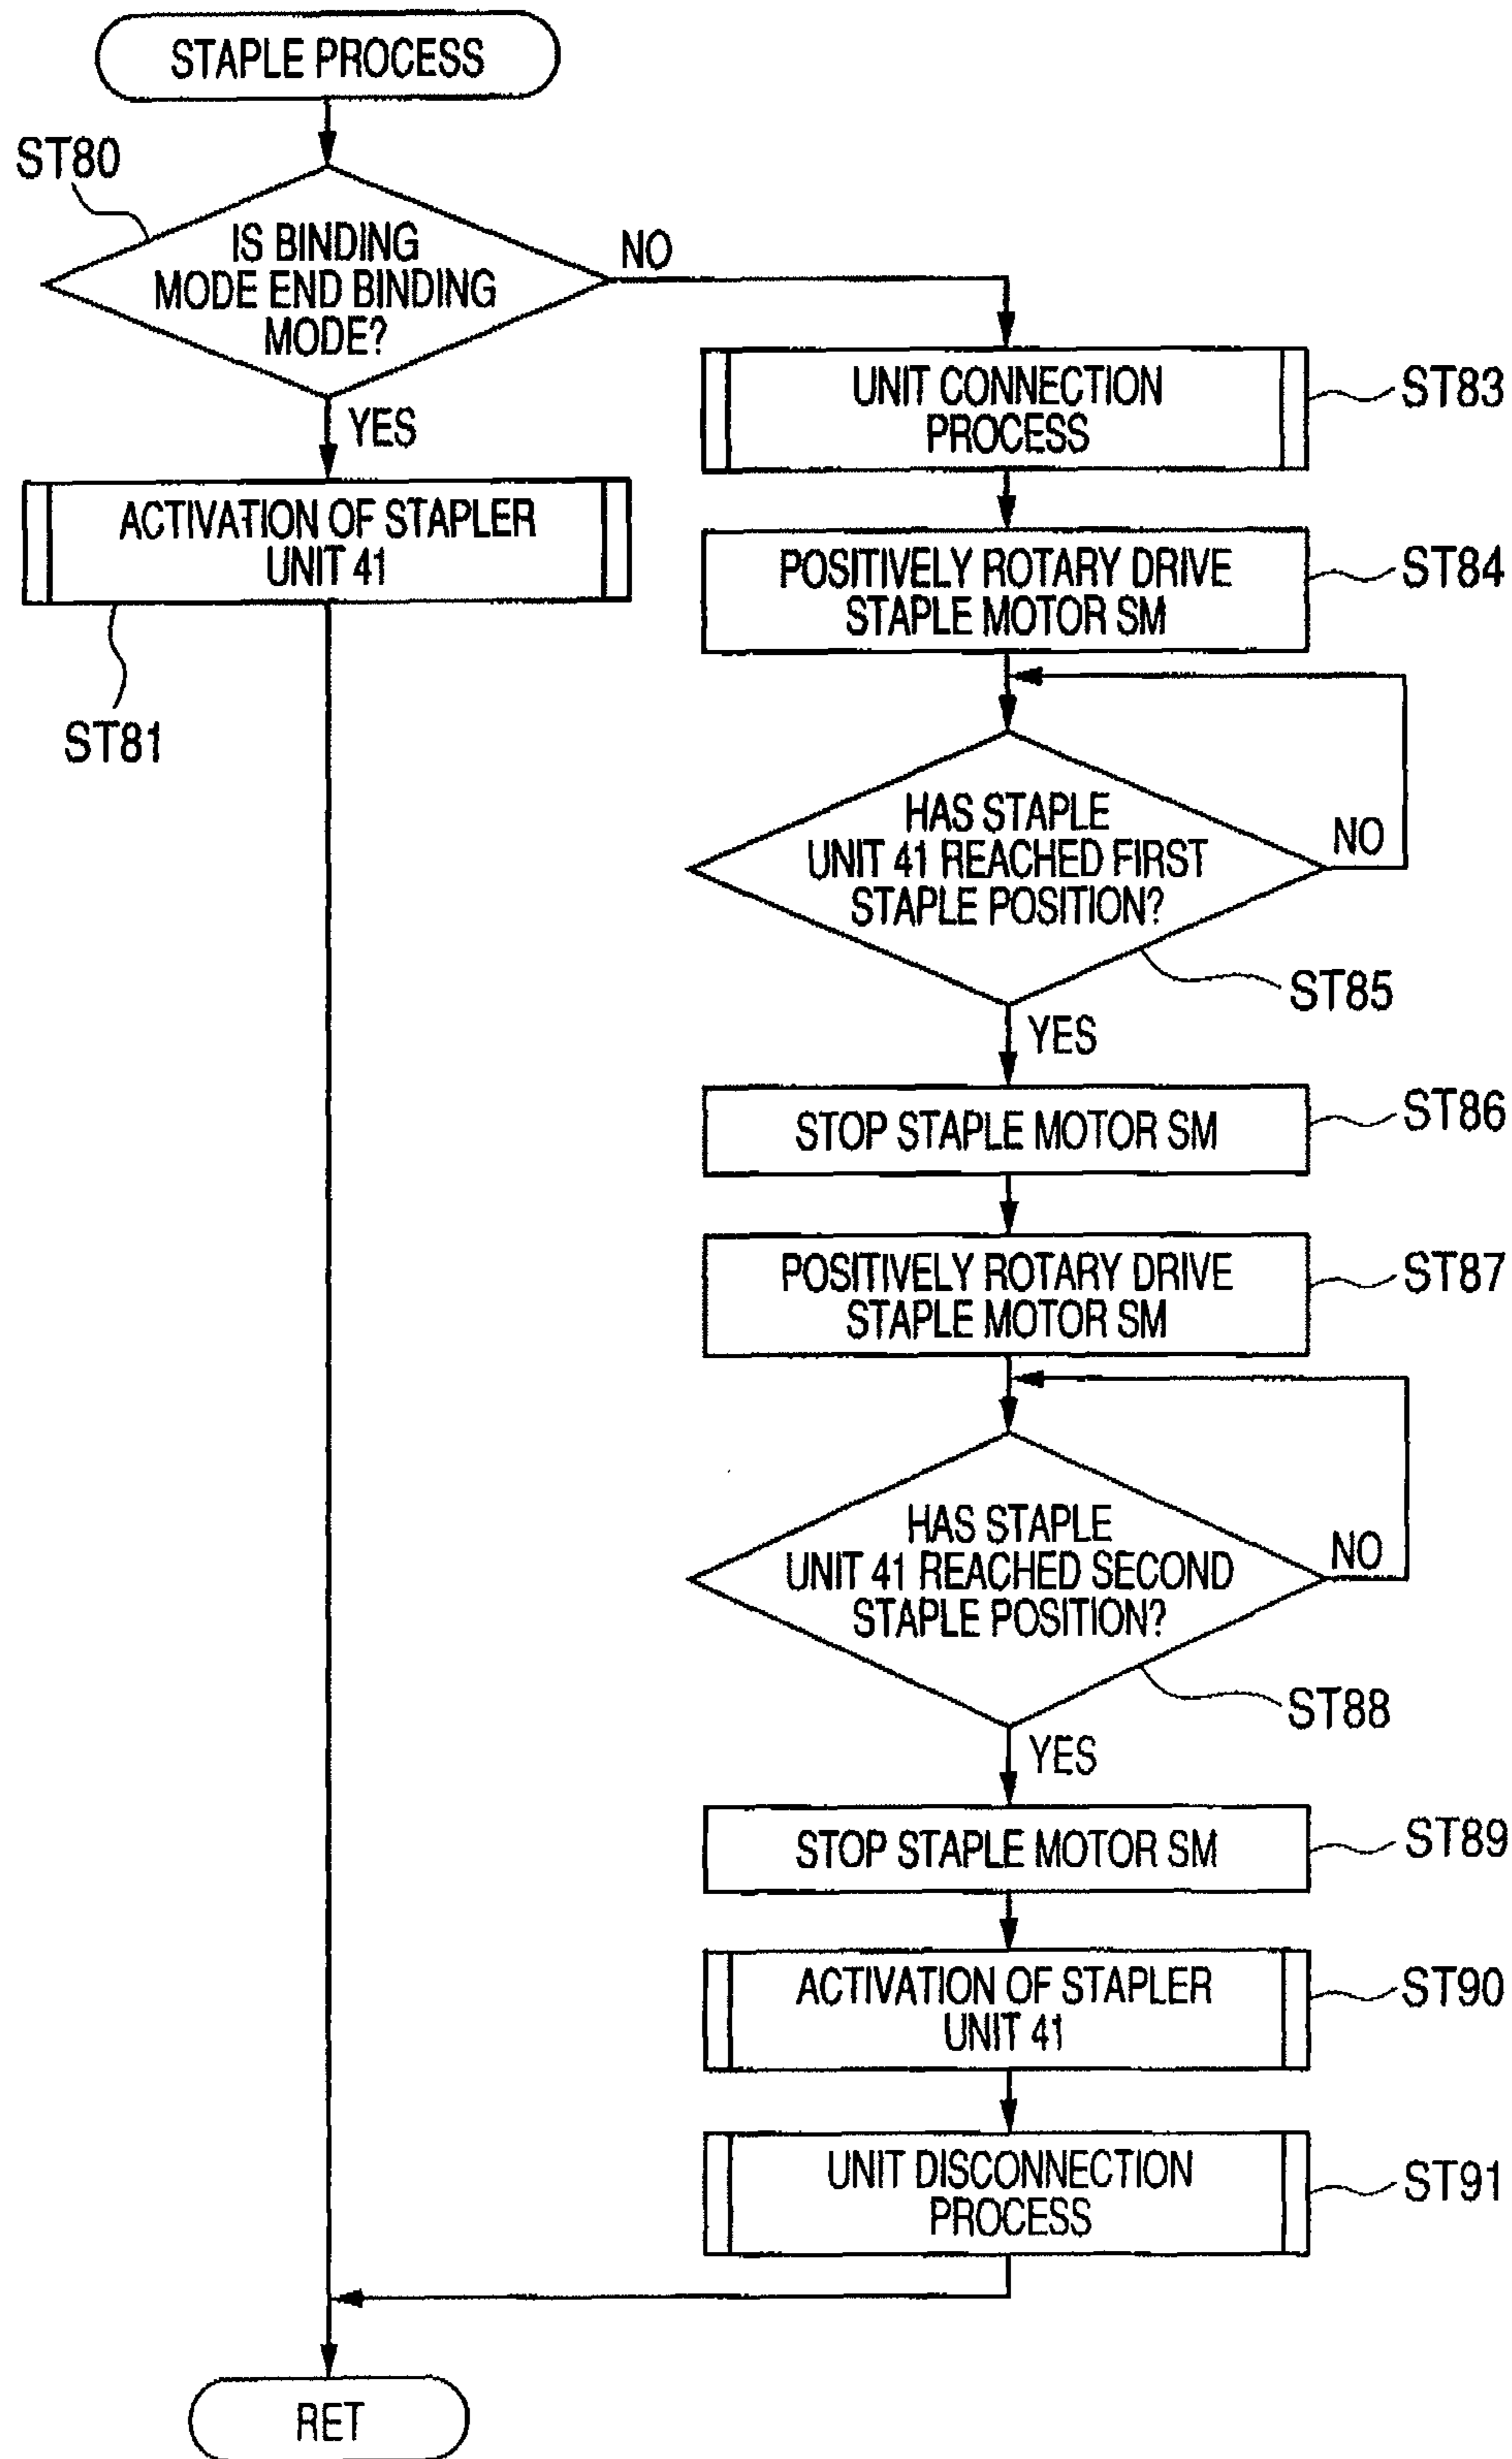 STAPLE PROCESS
ST80
IS BINDING
MODE END BINDING
MODE?
NO
YES
ACTIVATION OF STAPLER
UNIT 41
ST81
UNIT CONNECTION
PROCESS
ST83
POSITIVELY ROTARY DRIVE
STAPLE MOTOR SM
ST84
HAS STAPLE
UNIT 41 REACHED FIRST
STAPLE POSITION?
NO
ST85
YES
STOP STAPLE MOTOR SM
ST86
POSITIVELY ROTARY DRIVE
STAPLE MOTOR SM
ST87
HAS STAPLE
UNIT 41 REACHED SECOND
STAPLE POSITION?
NO
ST88
YES
STOP STAPLE MOTOR SM
ST89
ACTIVATION OF STAPLER
UNIT 41
ST90
UNIT DISCONNECTION
PROCESS
ST91
RET